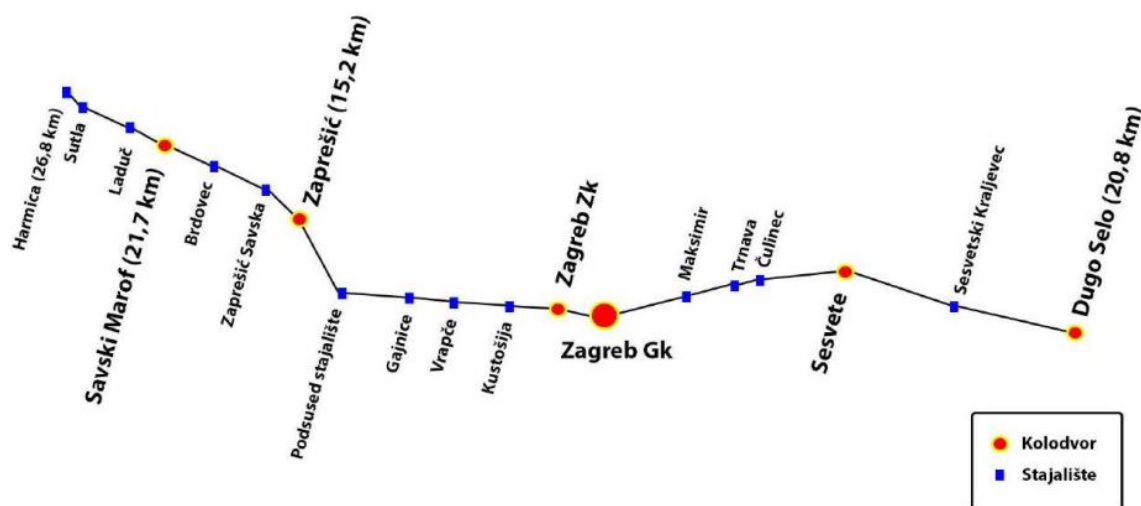 Harmica (26,8 km)
Sutla
Laduč
Savski Marof (21,7 km)
Brdovec
Zaprešić Savska
Zaprešić (15,2 km)
Podsused stajalište
Gajnice
Vrapče
Kustošija
Zagreb Zk
Zagreb Gk
Maksimir
Trnava
Čulinec
Sesvete
Sesvetski Kraljevec
Dugo Selo (20,8 km)
Kolodvor
Stajalište